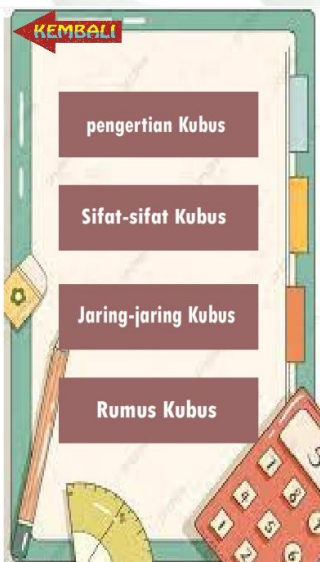 KEMBALI
pengertian Kubus
Sifat-sifat Kubus
Jaring-jaring Kubus
Rumus Kubus